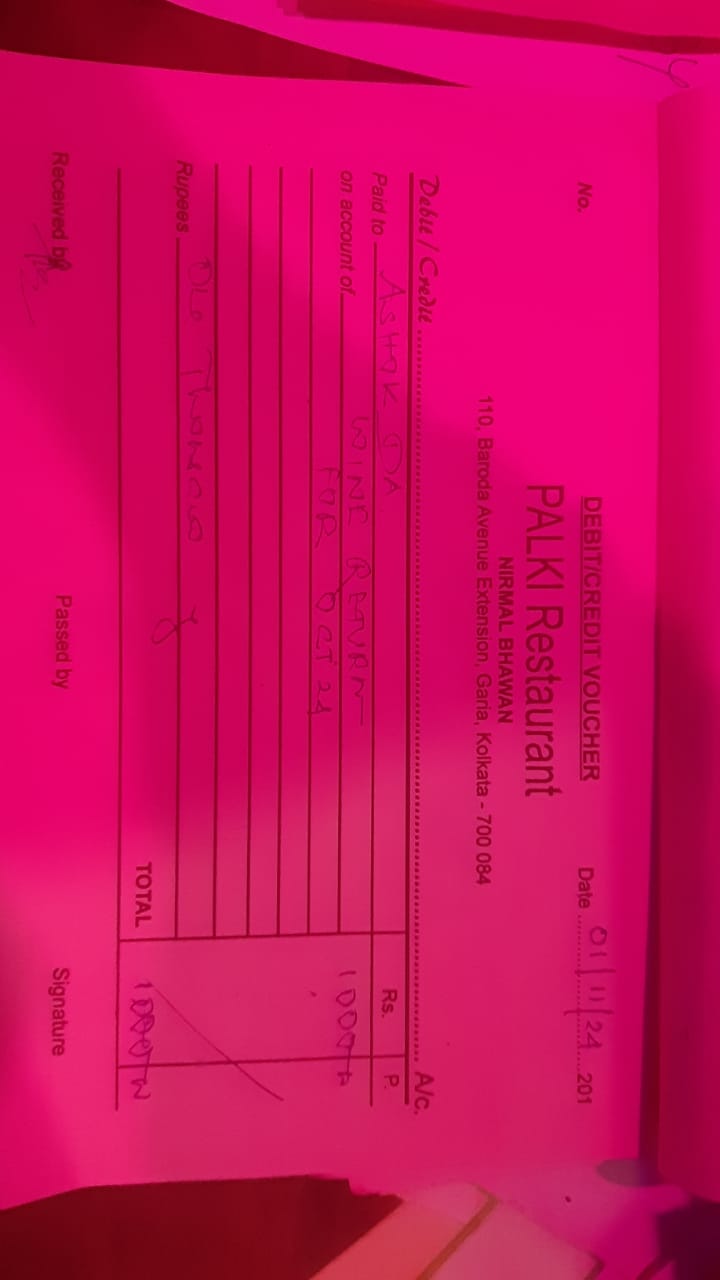 DEBIT/CREDIT VOUCHER
No.
PALKI Restaurant
Date 01/11/24 201
NIRMAL BHAWAN
110, Baroda Avenue Extension, Garia, Kolkata - 700 084
Debit / Credit A/c.
Paid to ASHOK DA Rs. P.
on account of WINE RETURN 1000
FOR OCT 24
Rupees
TOTAL 1000
Received by Passed by Signature